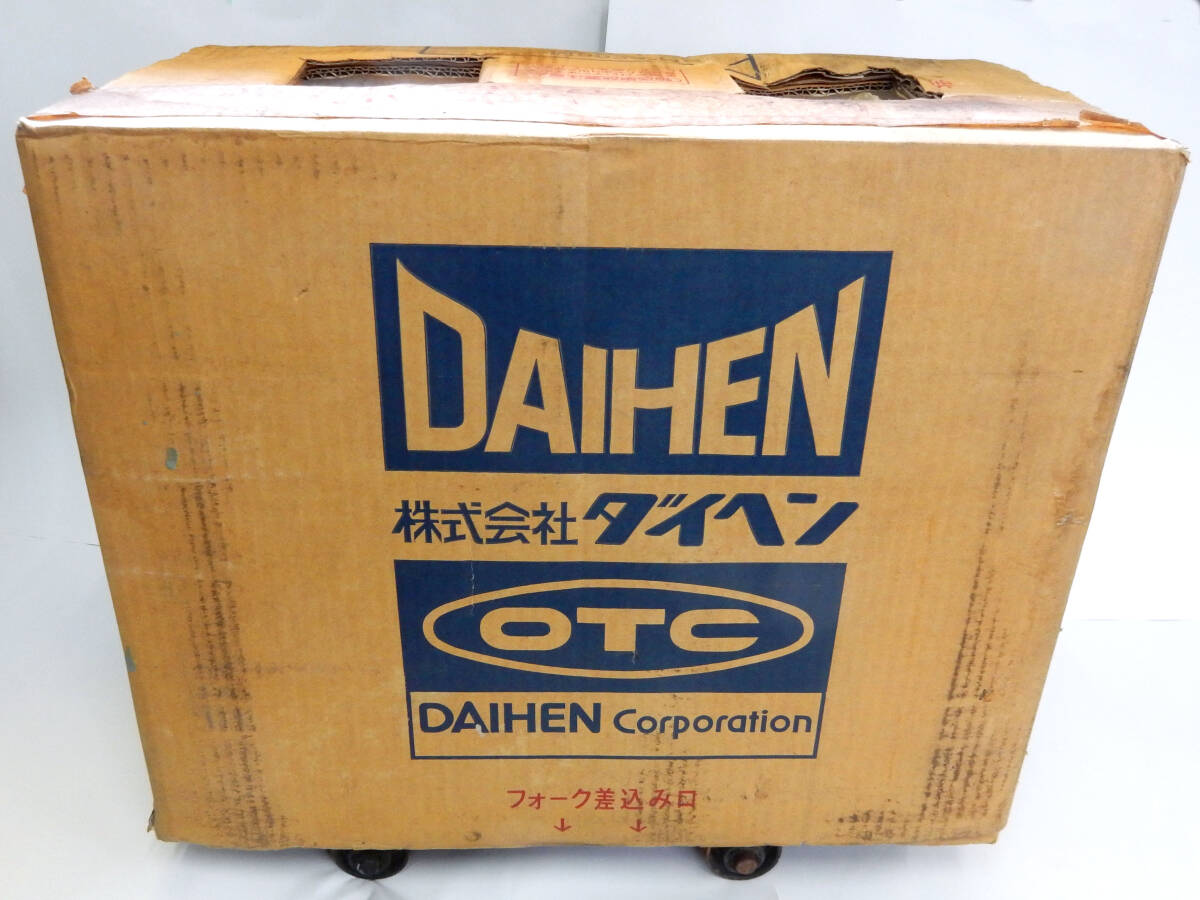 DAIHEN
株式会社ダイヘン
OTC
DAIHEN Corporation
フォーク差込み口
↓ ↓